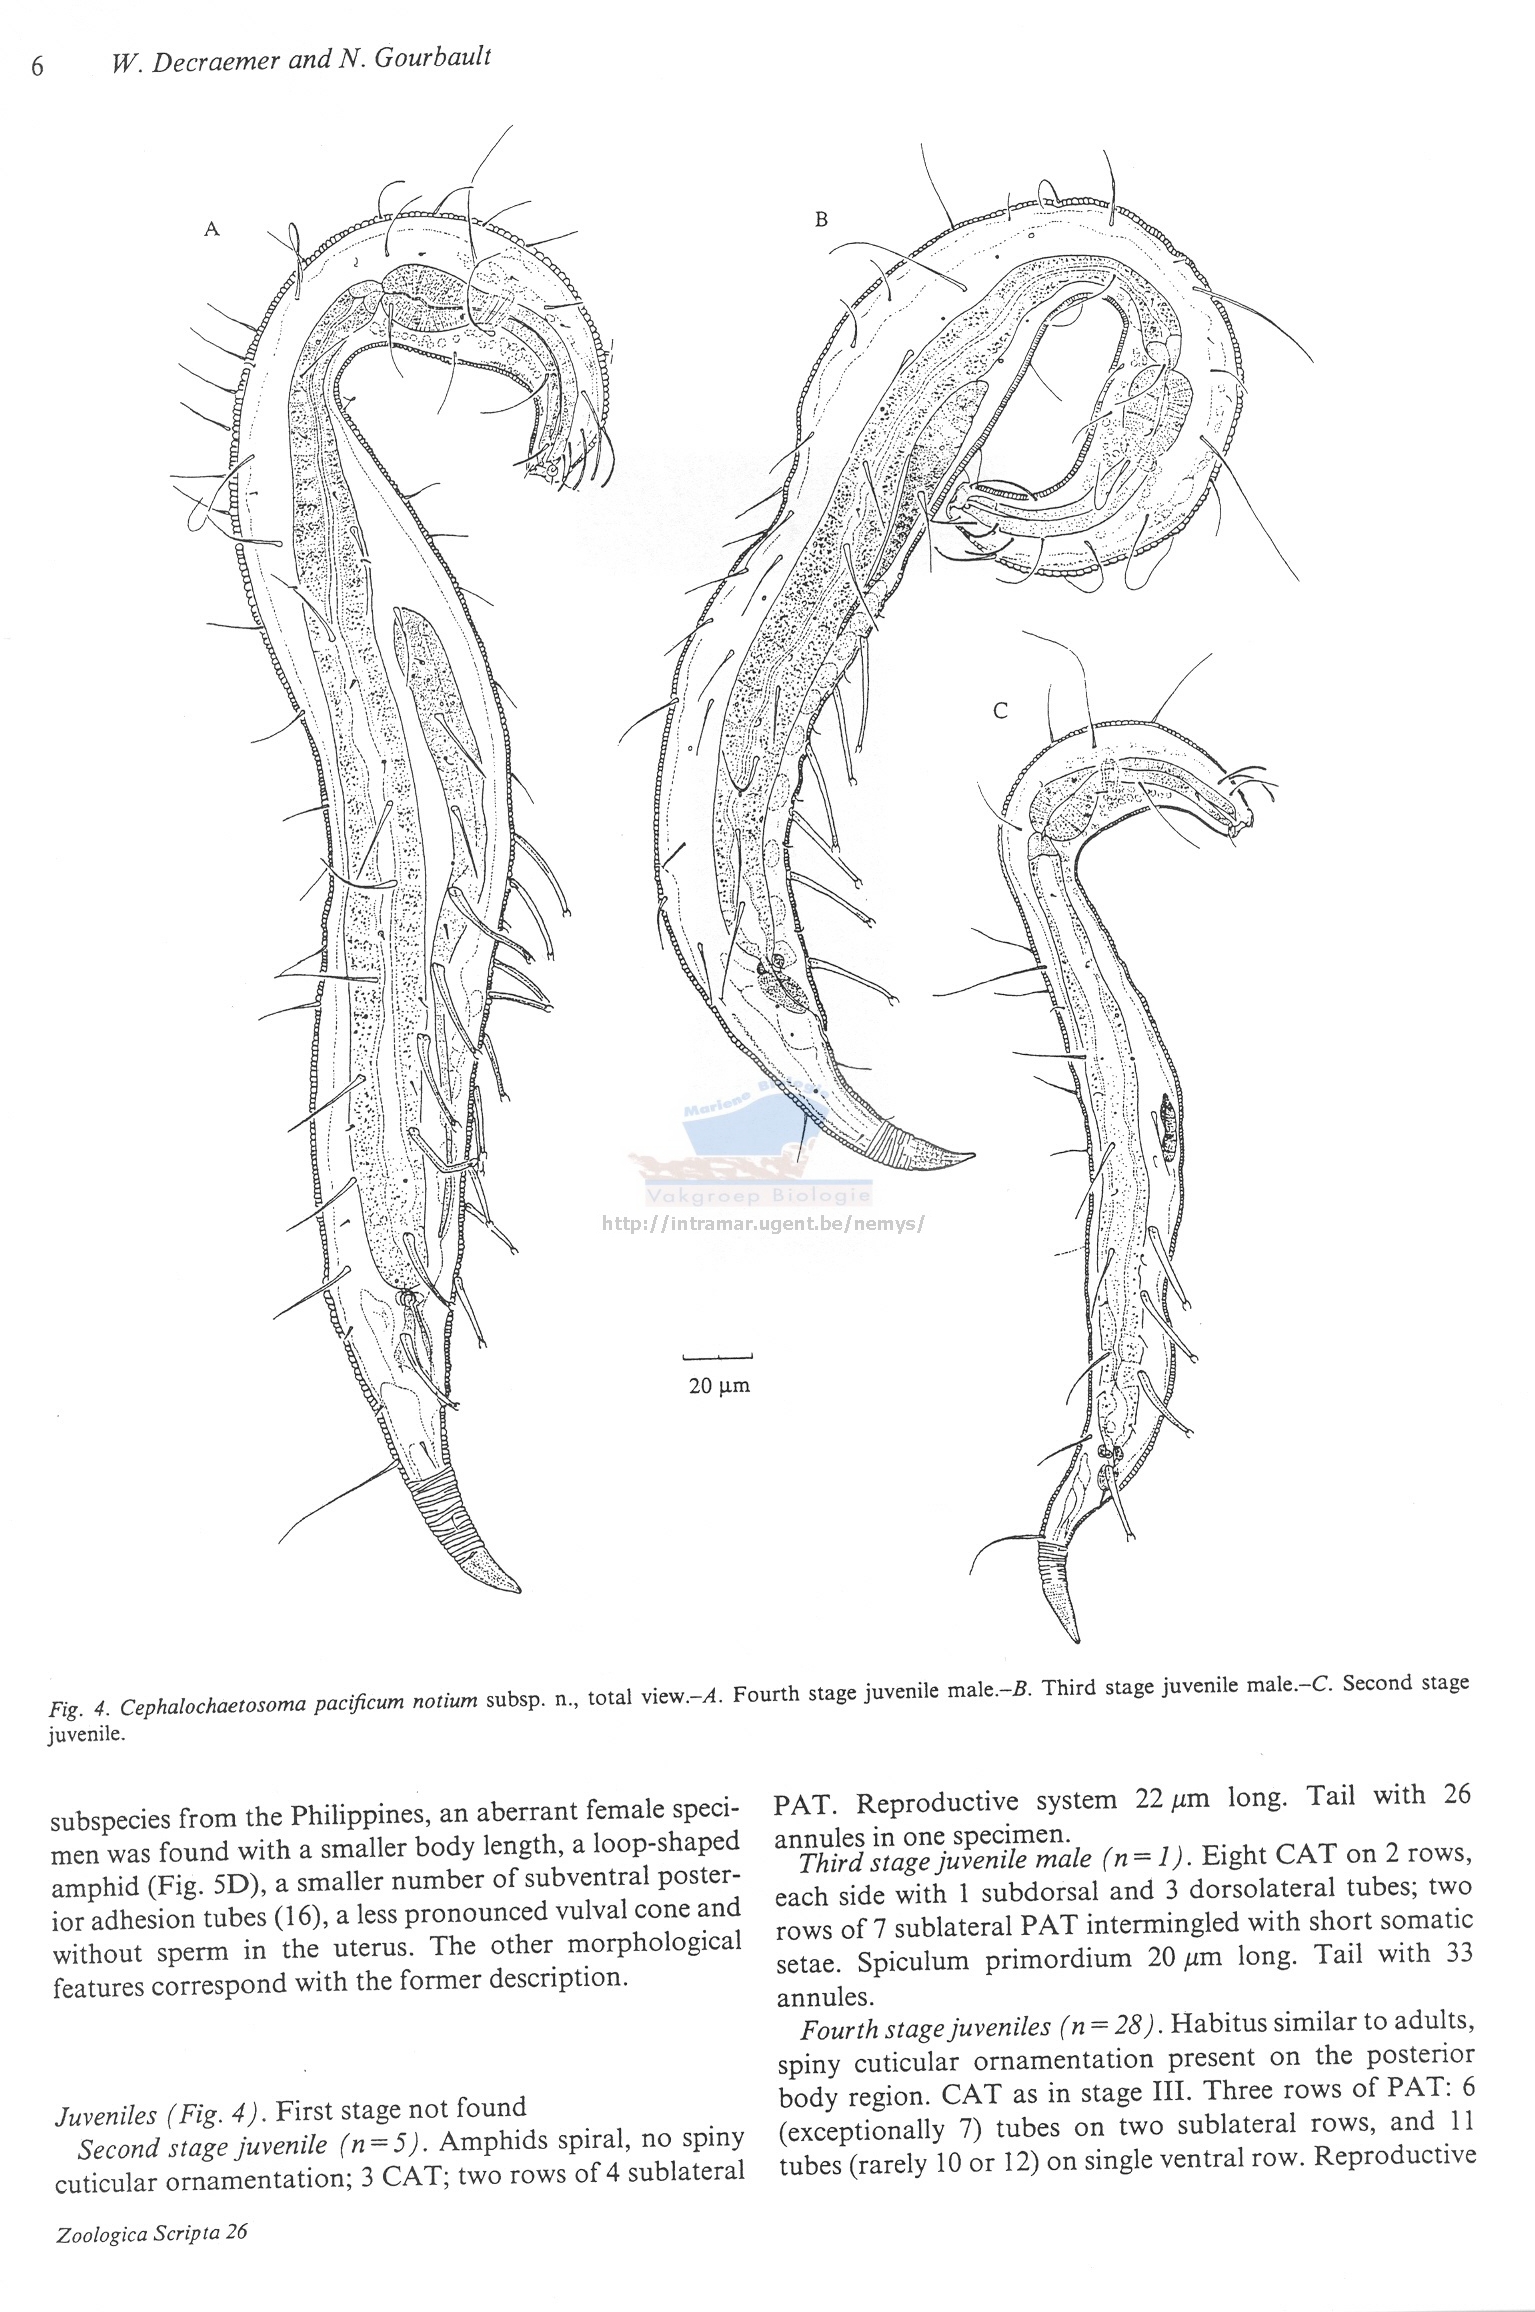 6 W. Decraemer and N. Gourbault
A
B
C
Marione Biologie
Vakgroep Biologie
http://intramar.ugent.be/nemys/
20 µm
Fig. 4. Cephalochaetosoma pacificum notium subsp. n., total view.–A. Fourth stage juvenile male.–B. Third stage juvenile male.–C. Second stage
juvenile.
subspecies from the Philippines, an aberrant female speci-
men was found with a smaller body length, a loop-shaped
amphid (Fig. 5D), a smaller number of subventral poster-
ior adhesion tubes (16), a less pronounced vulval cone and
without sperm in the uterus. The other morphological
features correspond with the former description.
Juveniles (Fig. 4). First stage not found
Second stage juvenile (n=5). Amphids spiral, no spiny
cuticular ornamentation; 3 CAT; two rows of 4 sublateral
PAT. Reproductive system 22 µm long. Tail with 26
annules in one specimen.
Third stage juvenile male (n=1). Eight CAT on 2 rows,
each side with 1 subdorsal and 3 dorsolateral tubes; two
rows of 7 sublateral PAT intermingled with short somatic
setae. Spiculum primordium 20 µm long. Tail with 33
annules.
Fourth stage juveniles (n=28). Habitus similar to adults,
spiny cuticular ornamentation present on the posterior
body region. CAT as in stage III. Three rows of PAT: 6
(exceptionally 7) tubes on two sublateral rows, and 11
tubes (rarely 10 or 12) on single ventral row. Reproductive
Zoologica Scripta 26